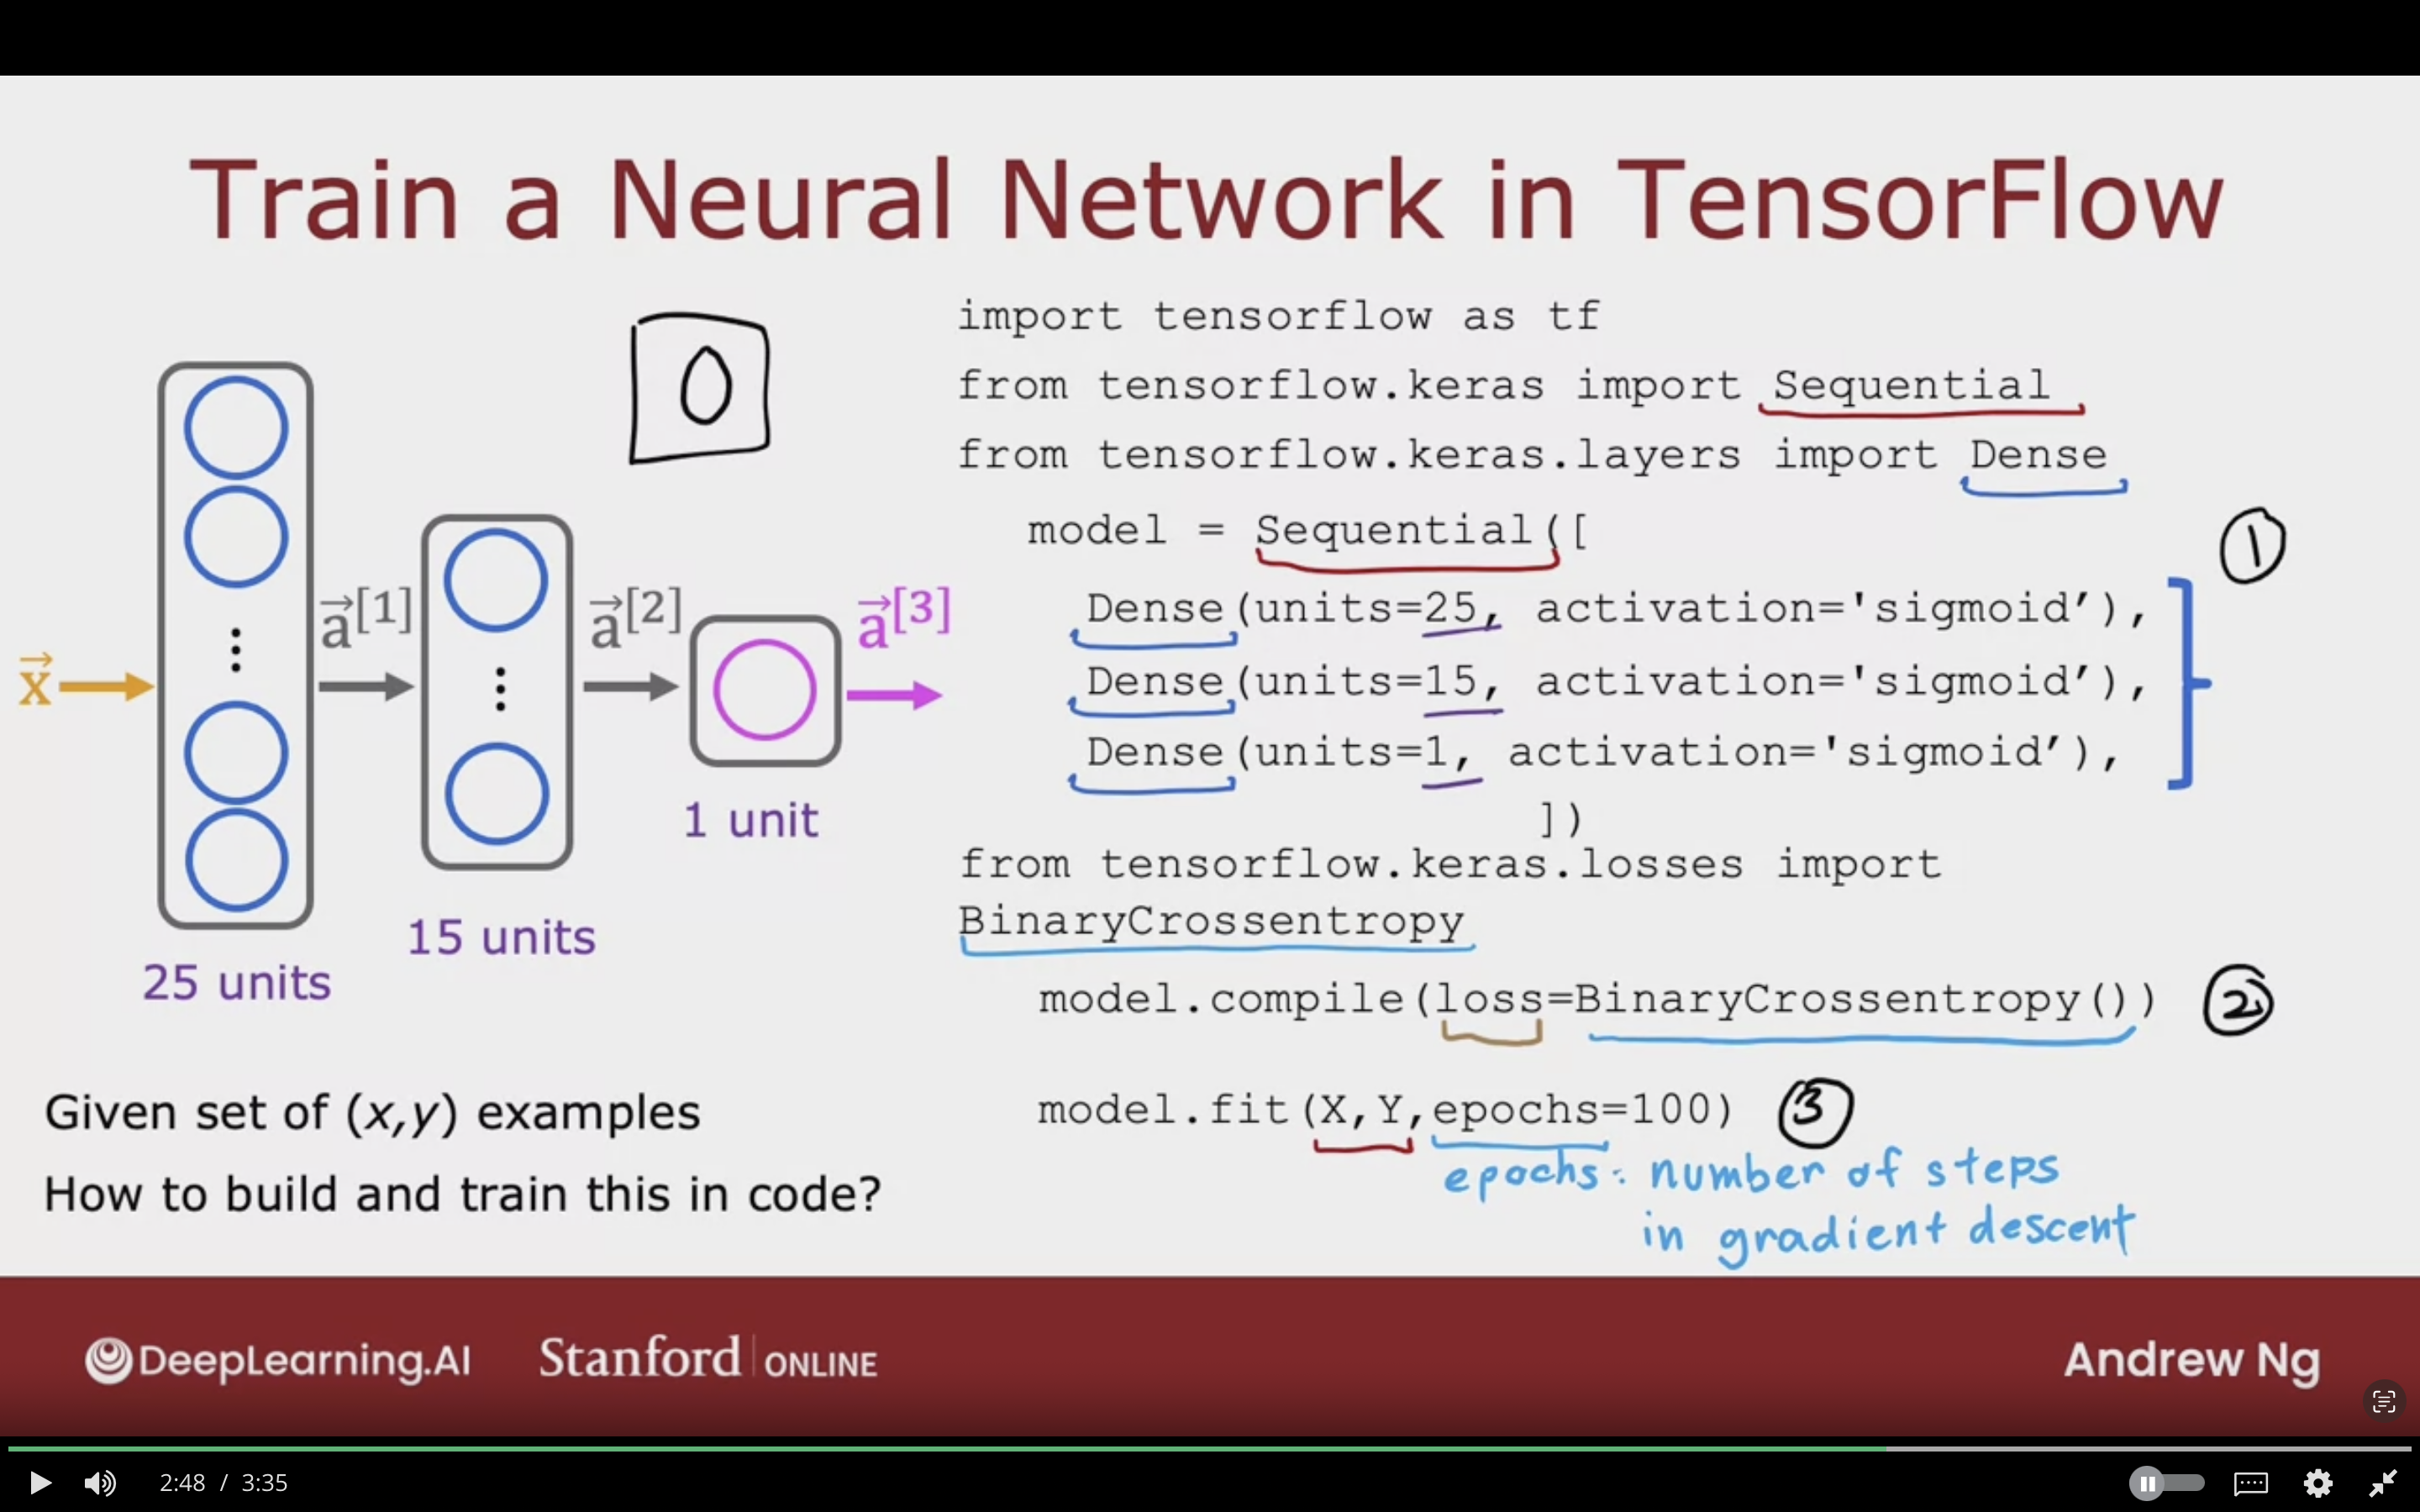 Train a Neural Network in TensorFlow
0
x
a[1]
a[2]
a[3]
25 units
15 units
1 unit
Given set of (x,y) examples
How to build and train this in code?
import tensorflow as tf
from tensorflow.keras import Sequential
from tensorflow.keras.layers import Dense
model = Sequential([
Dense(units=25, activation='sigmoid’),
Dense(units=15, activation='sigmoid’),
Dense(units=1, activation='sigmoid’),
])
1
from tensorflow.keras.losses import
BinaryCrossentropy
model.compile(loss=BinaryCrossentropy())
2
model.fit(X,Y,epochs=100)
3
epochs: number of steps
in gradient descent
DeepLearning.AI
Stanford | ONLINE
Andrew Ng
2:48 / 3:35